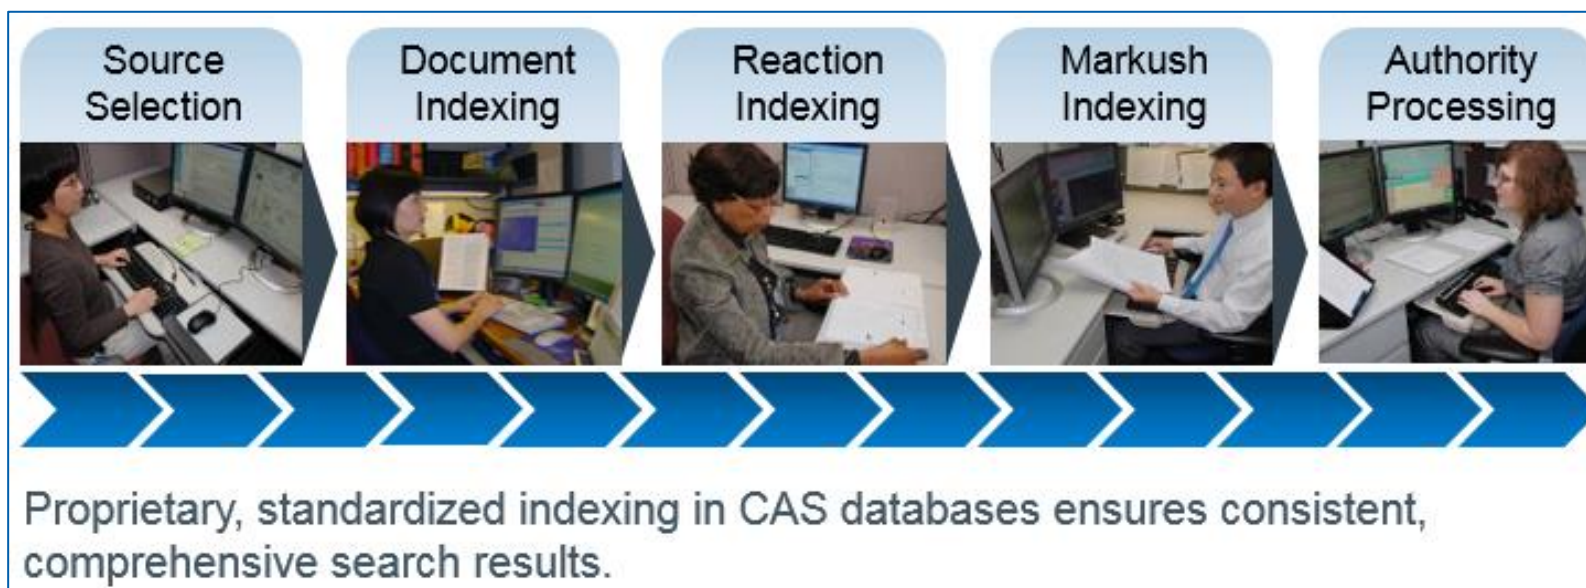 Source
Selection
Document
Indexing
Reaction
Indexing
Markush
Indexing
Authority
Processing
Proprietary, standardized indexing in CAS databases ensures consistent,
comprehensive search results.